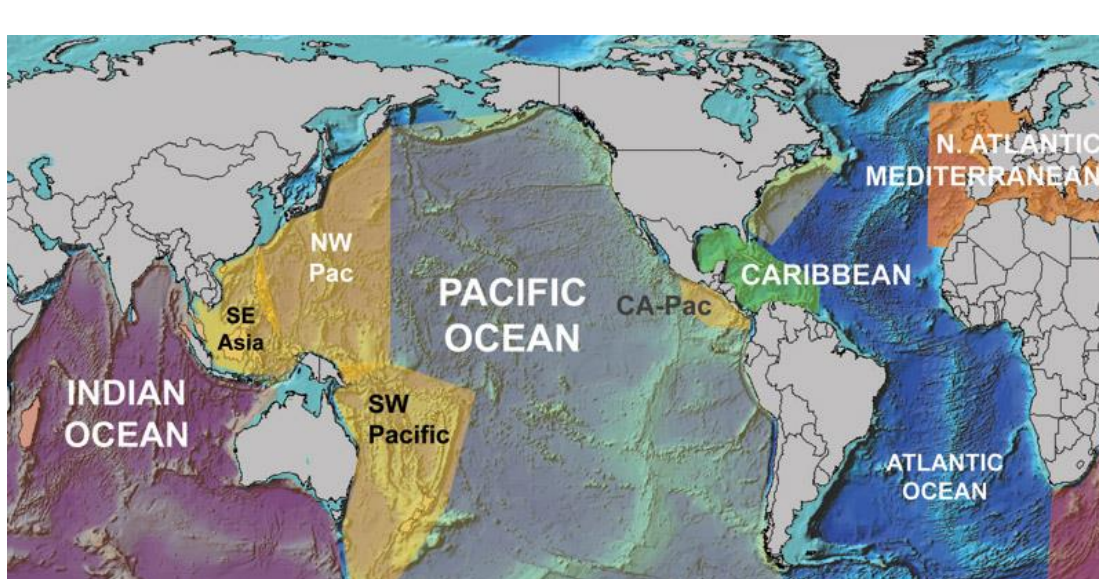 N. ATLANTIC
MEDITERRANEAN
NW
Pac
CARIBBEAN
PACIFIC
OCEAN
CA-Pac
SE
Asia
INDIAN
OCEAN
SW
Pacific
ATLANTIC
OCEAN